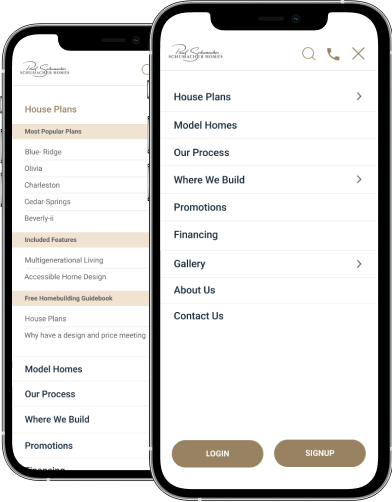 Paul Schumacher
SCHUMACHER HOMES
House Plans
Most Popular Plans
Blue- Ridge
Olivia
Charleston
Cedar-Springs
Beverly-ii
Included Features
Multigenerational Living
Accessible Home Design
Free Homebuilding Guidebook
House Plans
Why have a design and price meeting
Model Homes
Our Process
Where We Build
Promotions
Financing
Paul Schumacher
SCHUMACHER HOMES
House Plans
Model Homes
Our Process
Where We Build
Promotions
Financing
Gallery
About Us
Contact Us
LOGIN
SIGNUP